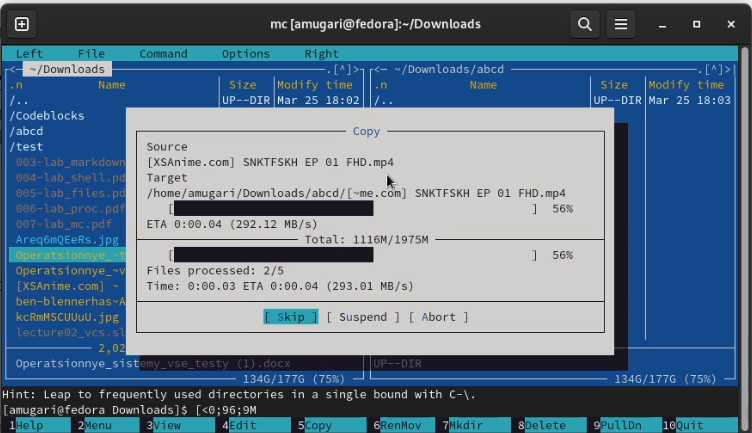 mc [amugari@fedora]:~/Downloads
Left File Command Options Right
<— ~/Downloads .[^]> <— ~/Downloads/abcd .[^]>
.n Name Size Modify time .n Name Size Modify time
/.. UP--DIR Mar 25 18:02 /.. UP--DIR Mar 25 18:03
/Codeblocks
/abcd
/test
003-lab_markdown
004-lab_shell.pd
005-lab_files.pd
006-lab_proc.pdf
007-lab_mc.pdf
Areq6mQEeRs.jpg
Operatsionnye_~t
Operatsionnye_~v
[XSAnime.com] ~
ben-blennerhas~A
kcRmMSCUUuU.jpg
lecture02_vcs.sl
2,02
Operatsionnye_sistemy_vse_testy (1).docx UP--DIR
134G/177G (75%) 134G/177G (75%)
Copy
Source
[XSAnime.com] SNKTFSKH EP 01 FHD.mp4
Target
/home/amugari/Downloads/abcd/[~me.com] SNKTFSKH EP 01 FHD.mp4
[ ] 56%
ETA 0:00.04 (292.12 MB/s)
Total: 1116M/1975M
[ ] 56%
Files processed: 2/5
Time: 0:00.03 ETA 0:00.04 (293.01 MB/s)
[ Skip ] [ Suspend ] [ Abort ]
Hint: Leap to frequently used directories in a single bound with C-\.
[amugari@fedora Downloads]$ [<0;96;9M
1Help 2Menu 3View 4Edit 5Copy 6RenMov 7Mkdir 8Delete 9PullDn 10Quit